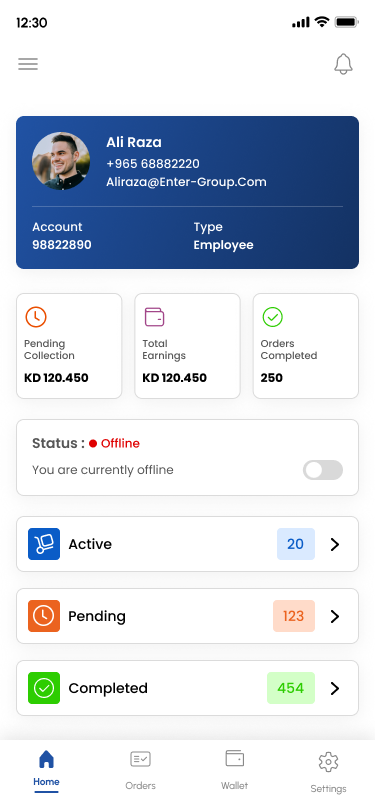 12:30
Ali Raza
+965 68882220
Aliraza@Enter-Group.Com
Account
98822890
Type
Employee
Pending
Collection
KD 120.450
Total
Earnings
KD 120.450
Orders
Completed
250
Status : Offline
You are currently offline
Active 20
Pending 123
Completed 454
Home
Orders
Wallet
Settings